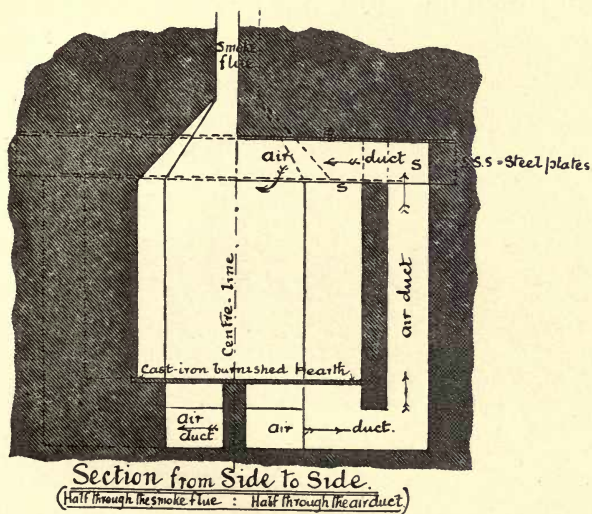 Smoke
flue
air
duct
S
S
S.S = Steel plates
Centre-line
air duct
Cast-iron burnished Hearth
air
duct
air
duct.
Section from Side to Side.
(Half through the smoke flue : Half through the air duct.)